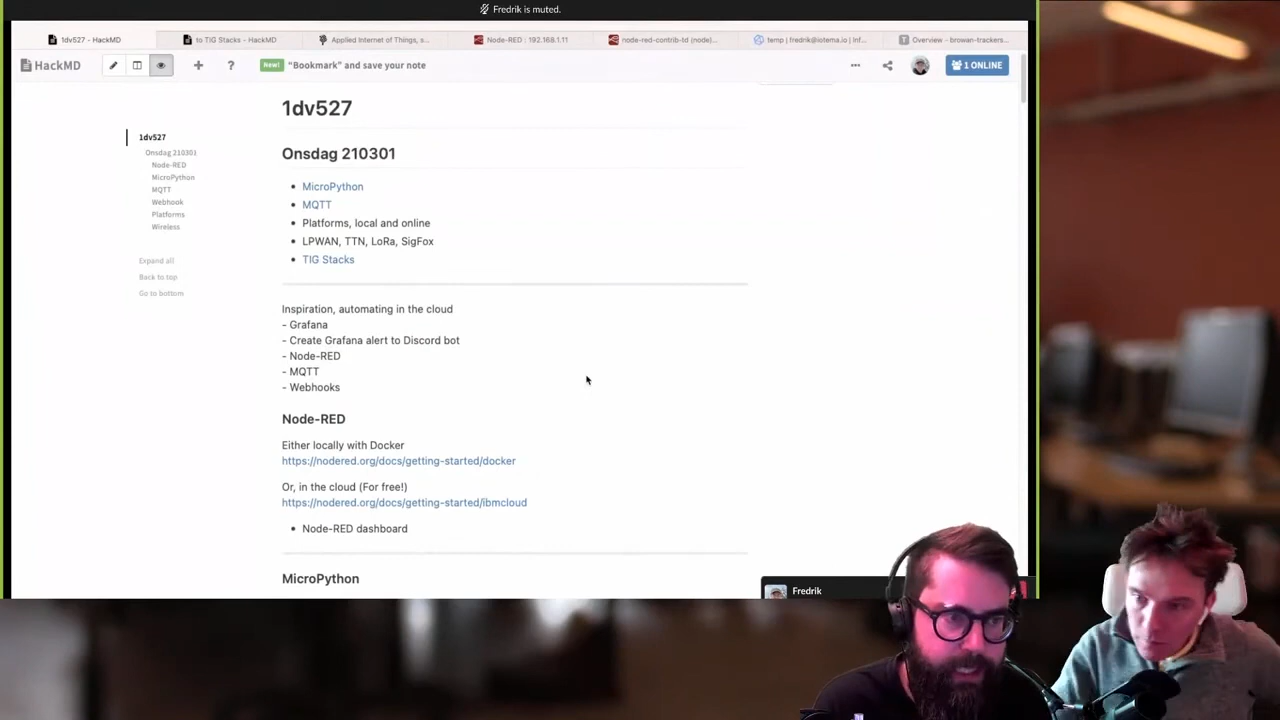 Fredrik is muted.
1dv527 - HackMD
to TIG Stacks - HackMD
Applied Internet of Things, s...
Node-RED : 192.168.1.11
node-red-contrib-td (node)...
temp | fredrik@iotema.io | Inf...
Overview - browan-trackers...
HackMD
+
?
New!
"Bookmark" and save your note
1 ONLINE
1dv527
Onsdag 210301
Node-RED
MicroPython
MQTT
Webhook
Platforms
Wireless
Expand all
Back to top
Go to bottom
1dv527
Onsdag 210301
• MicroPython
• MQTT
• Platforms, local and online
• LPWAN, TTN, LoRa, SigFox
• TIG Stacks
Inspiration, automating in the cloud
- Grafana
- Create Grafana alert to Discord bot
- Node-RED
- MQTT
- Webhooks
Node-RED
Either locally with Docker
https://nodered.org/docs/getting-started/docker
Or, in the cloud (For free!)
https://nodered.org/docs/getting-started/ibmcloud
• Node-RED dashboard
MicroPython
Fredrik